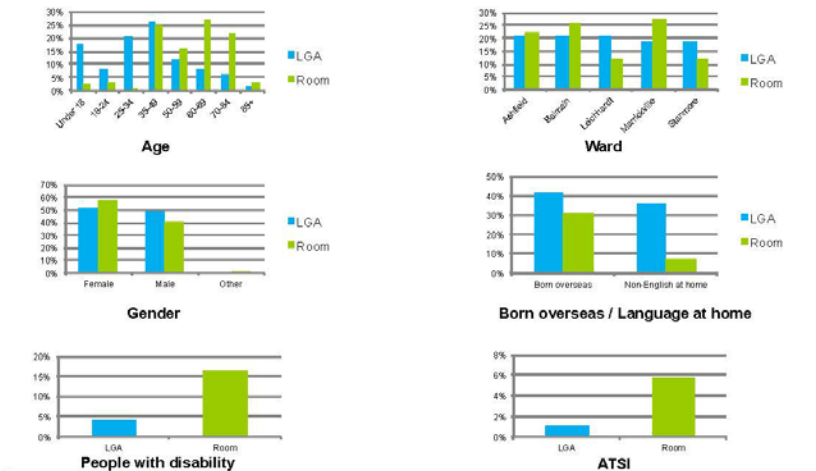 30%
25%
20%
15%
10%
5%
0%
Under 18
18-24
25-34
35-49
50-59
60-69
70-84
85+
LGA
Room
Age
30%
25%
20%
15%
10%
5%
0%
Ashfield
Balmain
Leichhardt
Marrickville
Stanmore
LGA
Room
Ward
70%
60%
50%
40%
30%
20%
10%
0%
Female
Male
Other
LGA
Room
Gender
50%
40%
30%
20%
10%
0%
Born overseas
Non-English at home
LGA
Room
Born overseas / Language at home
20%
15%
10%
5%
0%
LGA
Room
People with disability
8%
6%
4%
2%
0%
LGA
Room
ATSI